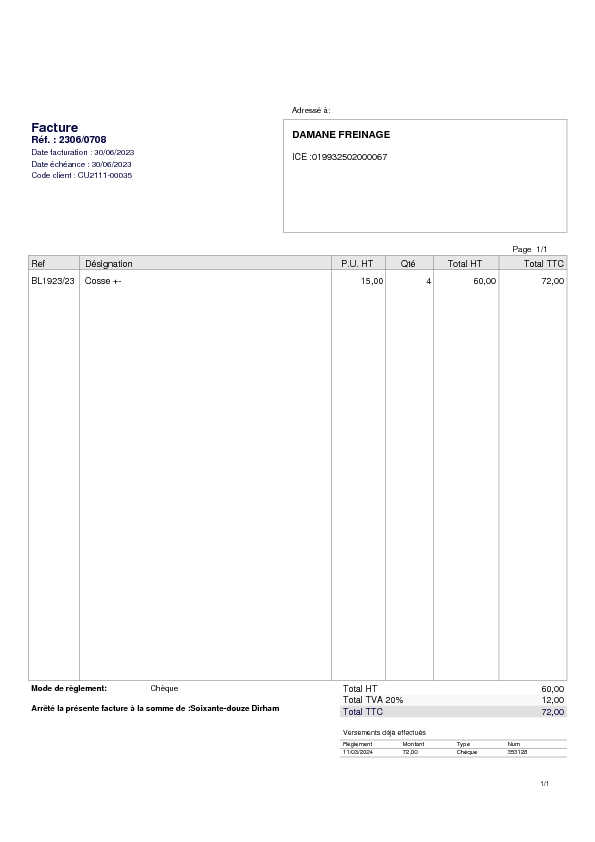 Adressé à:
Facture
Réf. : 2306/0708
Date facturation : 30/06/2023
Date échéance : 30/06/2023
Code client : CU2111-00035
DAMANE FREINAGE
ICE :019932502000067
Page 1/1
Ref Désignation P.U. HT Qté Total HT Total TTC
BL1923/23 Cosse +- 15,00 4 60,00 72,00
Mode de règlement: Chèque
Arrêté la présente facture à la somme de :Soixante-douze Dirham
Total HT 60,00
Total TVA 20% 12,00
Total TTC 72,00
Versements déjà effectués
Règlement Montant Type Num
11/03/2024 72,00 Chèque 353128
1/1